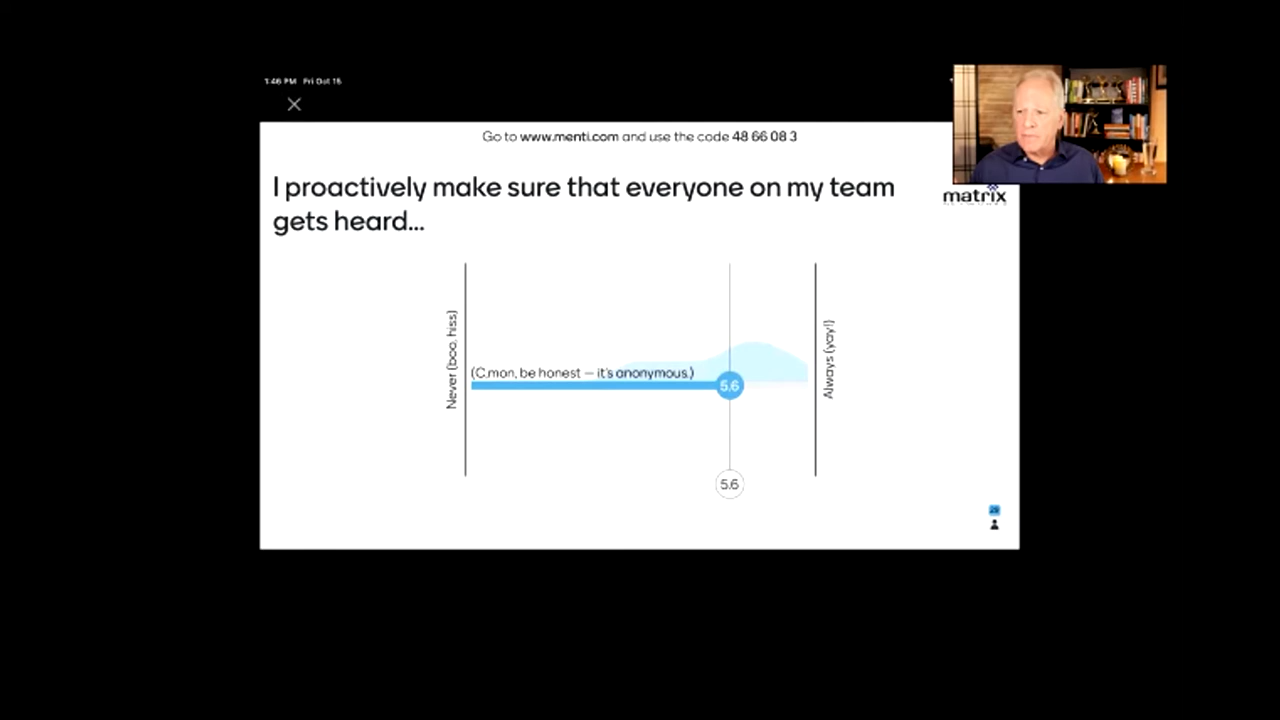 1:46 PM Fri Oct 15
Go to www.menti.com and use the code 48 66 08 3
I proactively make sure that everyone on my team
gets heard...
matrix
Never (boo, hiss)
(C,mon, be honest — it's anonymous.)
5.6
Always (yay!)
5.6